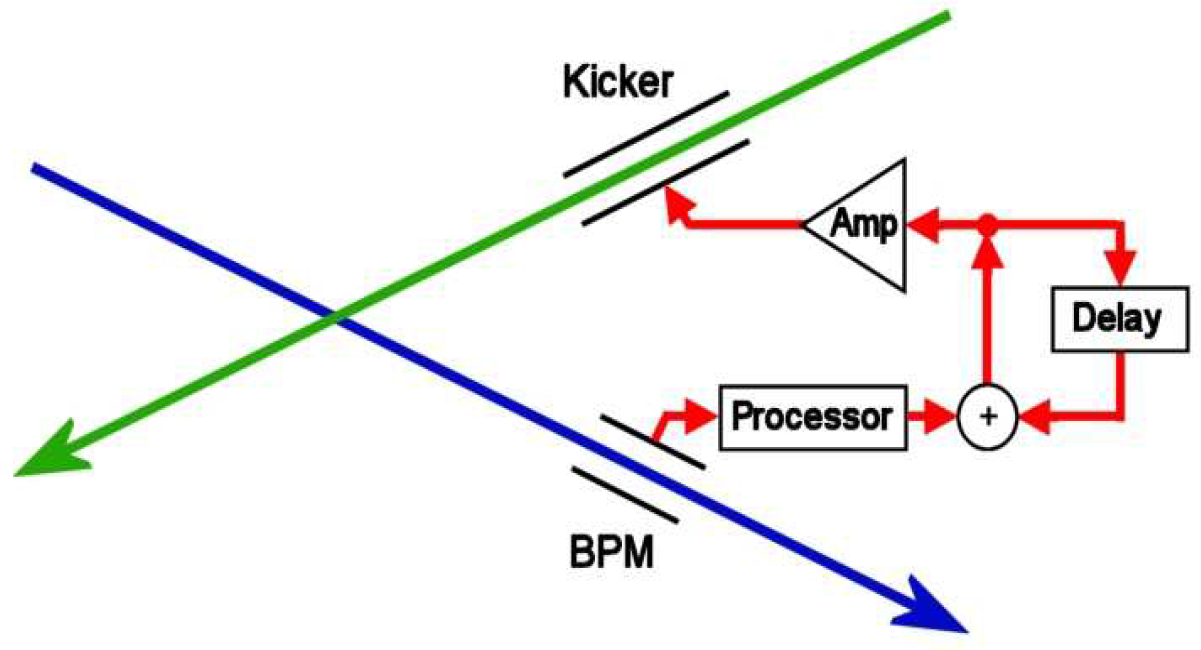 Kicker
Amp
Delay
Processor
+
BPM